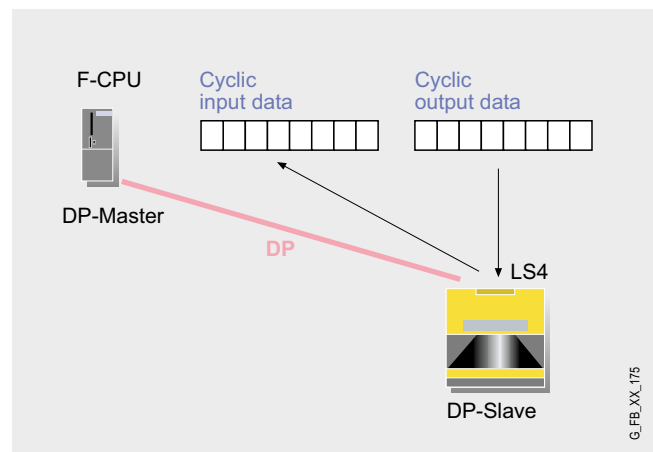 F-CPU
Cyclic
input data
Cyclic
output data
DP-Master
DP
LS4
DP-Slave
G_FB_XX_175